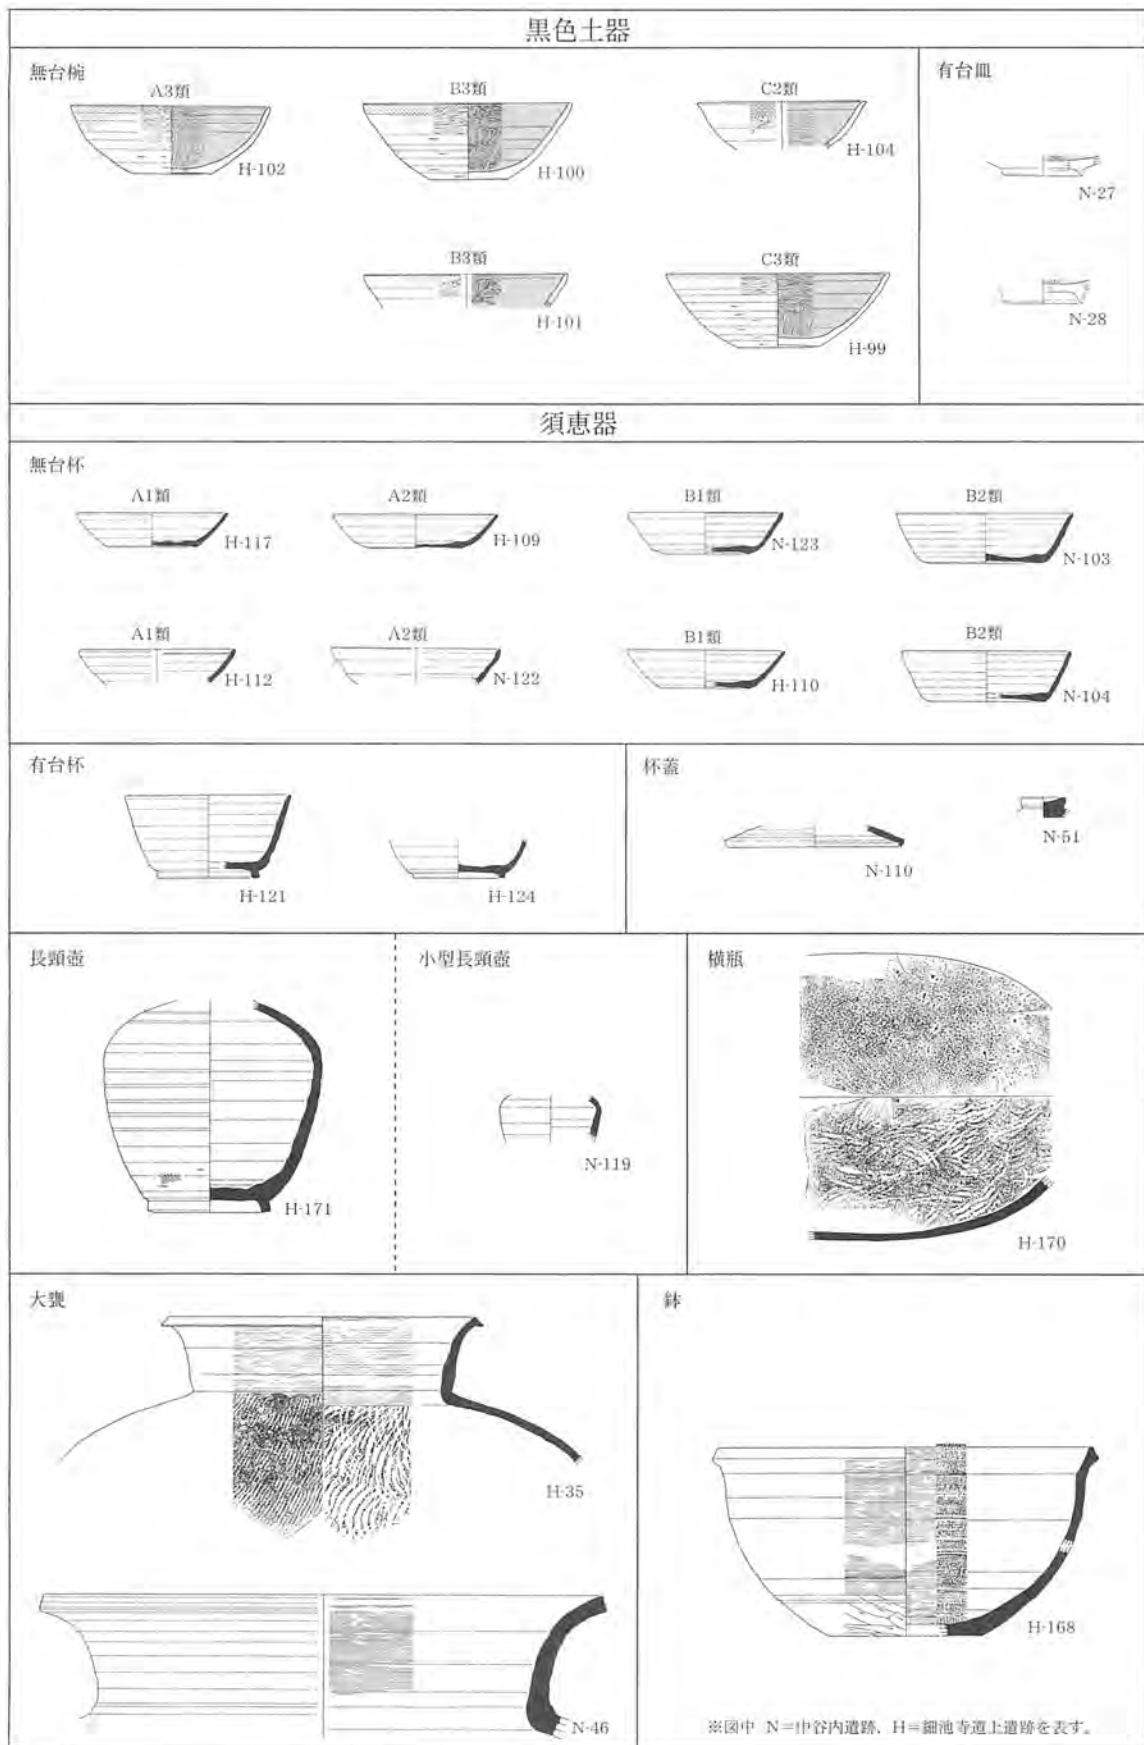 黒色土器
無台椀
有台皿
A3類
B3類
C2類
H-102
H-100
H-104
N-27
B3類
C3類
H-101
H-99
N-28
須恵器
無台杯
A1類
A2類
B1類
B2類
H-117
H-109
N-123
N-103
A1類
A2類
B1類
B2類
H-112
N-122
H-110
N-104
有台杯
杯蓋
H-121
H-124
N-110
N-51
長頸壺
小型長頸壺
横瓶
H-171
N-119
H-170
大甕
鉢
H-35
H-168
N-46
※図中 N=中谷内遺跡、H=細池寺道上遺跡を表す。